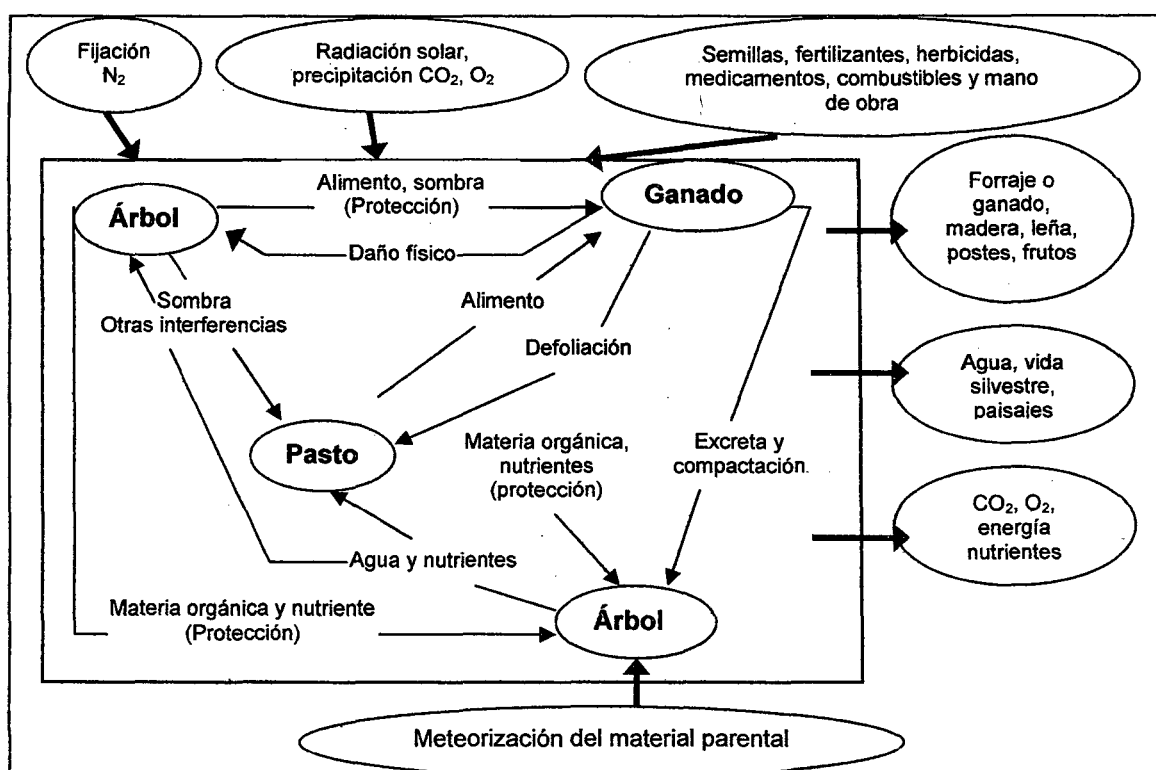 Fijación
N₂
Radiación solar,
precipitación CO₂, O₂
Semillas, fertilizantes, herbicidas,
medicamentos, combustibles y mano
de obra
Árbol
Alimento, sombra
(Protección)
Ganado
Daño físico
Forraje o
ganado,
madera, leña,
postes, frutos
Sombra
Otras interferencias
Alimento
Defoliación
Agua, vida
silvestre,
paisajes
Pasto
Materia orgánica,
nutrientes
(protección)
Excreta y
compactación
CO₂, O₂,
energía
nutrientes
Agua y nutrientes
Materia orgánica y nutriente
(Protección)
Árbol
Meteorización del material parental